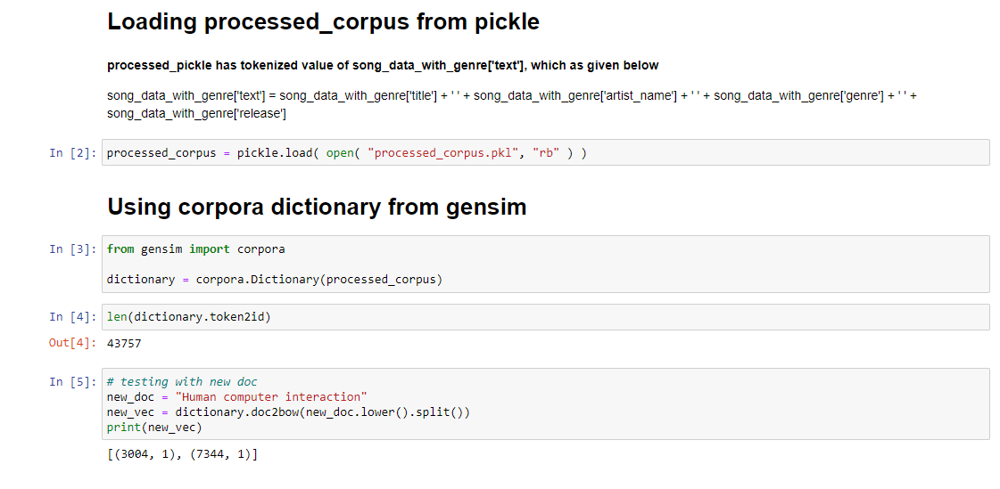 Loading processed_corpus from pickle
processed_pickle has tokenized value of song_data_with_genre['text'], which as given below
song_data_with_genre['text'] = song_data_with_genre['title'] + ' ' + song_data_with_genre['artist_name'] + ' ' + song_data_with_genre['genre'] + ' ' +
song_data_with_genre['release']
In [2]: processed_corpus = pickle.load( open( "processed_corpus.pkl", "rb" ) )
Using corpora dictionary from gensim
In [3]: from gensim import corpora
dictionary = corpora.Dictionary(processed_corpus)
In [4]: len(dictionary.token2id)
Out[4]: 43757
In [5]: # testing with new doc
new_doc = "Human computer interaction"
new_vec = dictionary.doc2bow(new_doc.lower().split())
print(new_vec)
[(3004, 1), (7344, 1)]